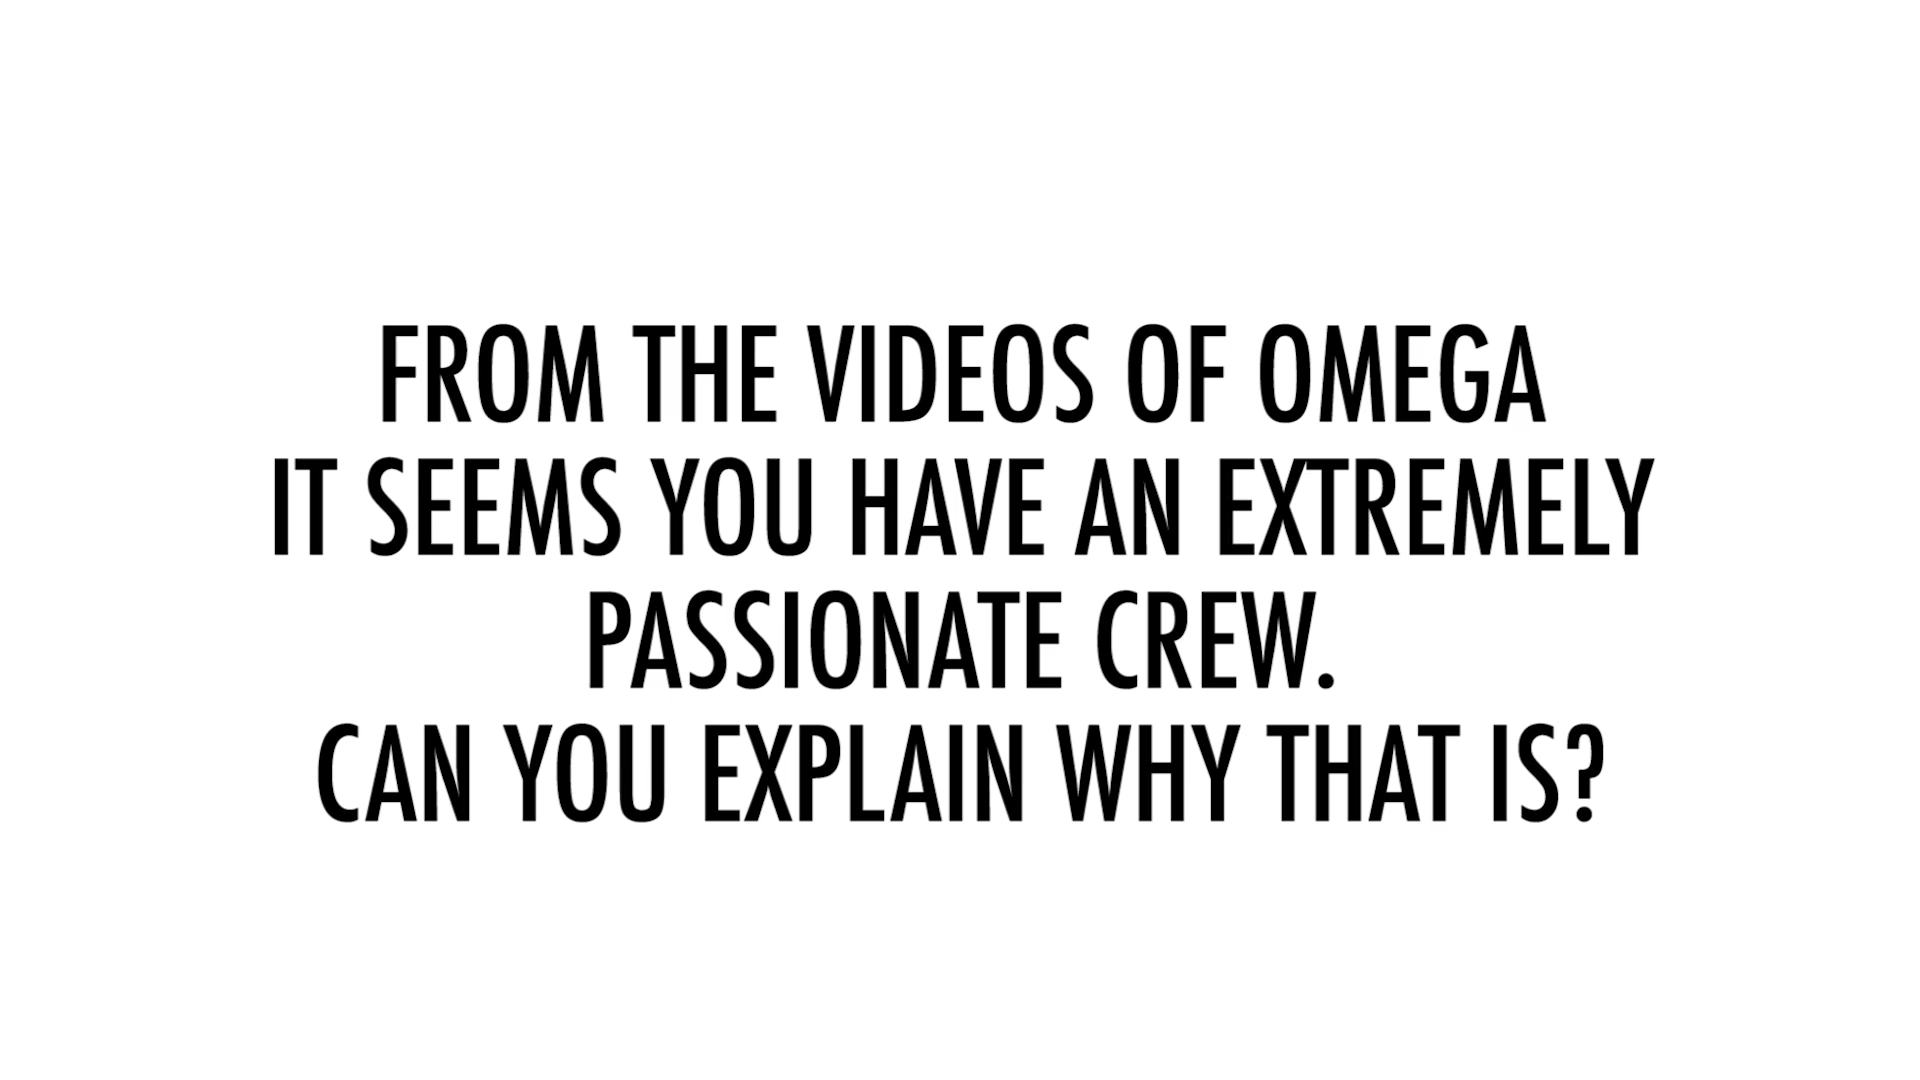 FROM THE VIDEOS OF OMEGA
IT SEEMS YOU HAVE AN EXTREMELY
PASSIONATE CREW.
CAN YOU EXPLAIN WHY THAT IS?